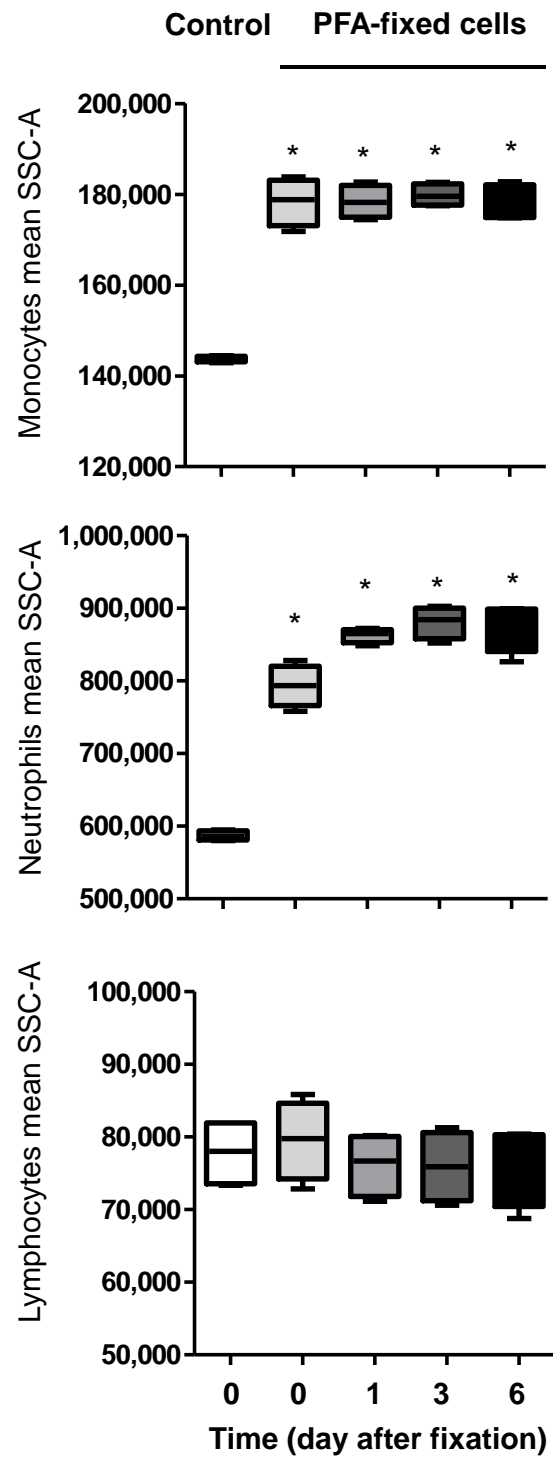 Control PFA-fixed cells
Monocytes mean SSC-A
200,000
180,000
160,000
140,000
120,000
* * * *
Neutrophils mean SSC-A
1,000,000
900,000
800,000
700,000
600,000
500,000
* * * *
Lymphocytes mean SSC-A
100,000
90,000
80,000
70,000
60,000
50,000
0 0 1 3 6
Time (day after fixation)